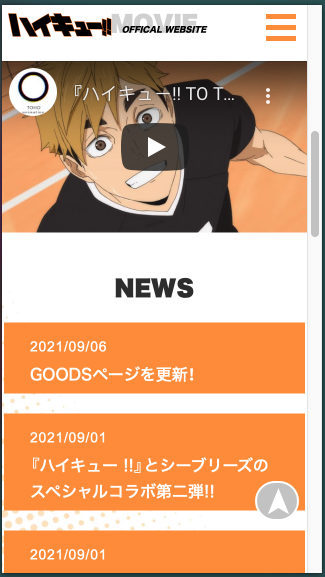 MOVIE
ハイキュー!! OFFICAL WEBSITE
TOHO
『ハイキュー!! TO T...
NEWS
2021/09/06
GOODSページを更新!
2021/09/01
『ハイキュー !!』とシーブリーズの
スペシャルコラボ第二弾!!
2021/09/01